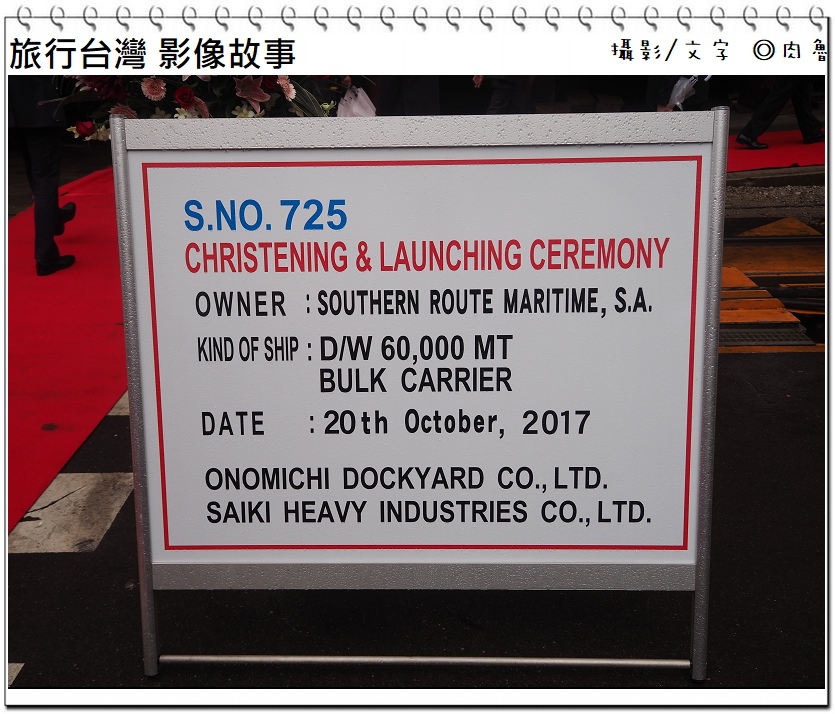 旅行台灣 影像故事
攝影/文字 ◎肉魯
S.NO. 725
CHRISTENING & LAUNCHING CEREMONY
OWNER : SOUTHERN ROUTE MARITIME, S.A.
KIND OF SHIP : D/W 60,000 MT
BULK CARRIER
DATE : 20th October, 2017
ONOMICHI DOCKYARD CO., LTD.
SAIKI HEAVY INDUSTRIES CO., LTD.